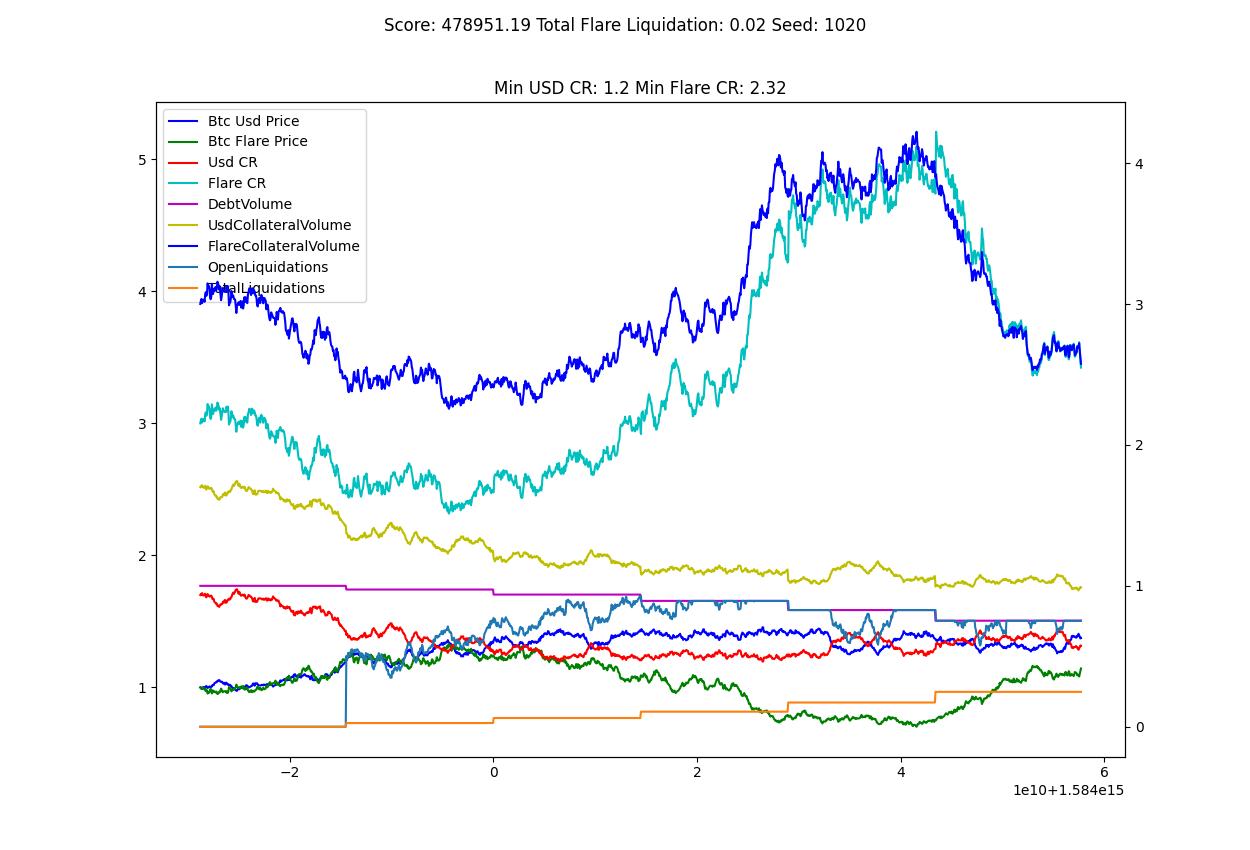 Score: 478951.19 Total Flare Liquidation: 0.02 Seed: 1020
Min USD CR: 1.2 Min Flare CR: 2.32
Btc Usd Price
Btc Flare Price
Usd CR
Flare CR
DebtVolume
UsdCollateralVolume
FlareCollateralVolume
OpenLiquidations
TotalLiquidations
5
4
3
2
1
4
3
2
1
0
−2
0
2
4
6
1e10+1.584e15